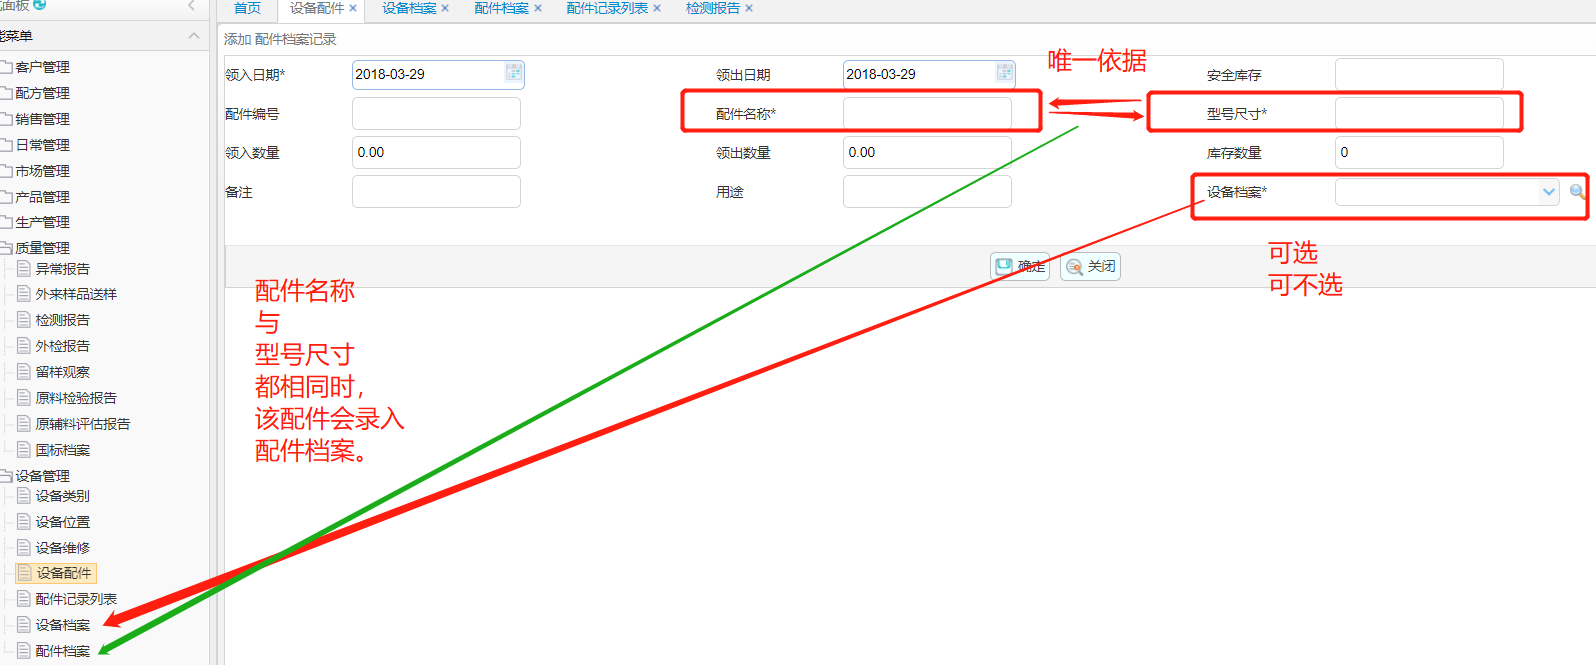 面板
首页 设备配件 × 设备档案 × 配件档案 × 配件记录列表 × 检测报告 ×
能菜单
客户管理
配方管理
销售管理
日常管理
市场管理
产品管理
生产管理
质量管理
异常报告
外来样品送样
检测报告
外检报告
留样观察
原料检验报告
原辅料评估报告
国标档案
设备管理
设备类别
设备位置
设备维修
设备配件
配件记录列表
设备档案
配件档案
添加 配件档案记录
领入日期* 2018-03-29 领出日期 2018-03-29 安全库存
唯一依据
配件编号 配件名称* 型号尺寸*
领入数量 0.00 领出数量 0.00 库存数量 0
备注 用途 设备档案*
确定 关闭
可选
可不选
配件名称
与
型号尺寸
都相同时，
该配件会录入
配件档案。